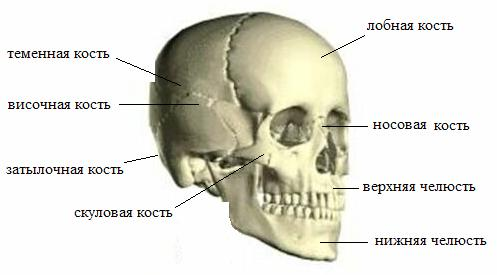 лобная кость
теменная кость
височная кость
носовая кость
затылочная кость
верхняя челюсть
скуловая кость
нижняя челюсть